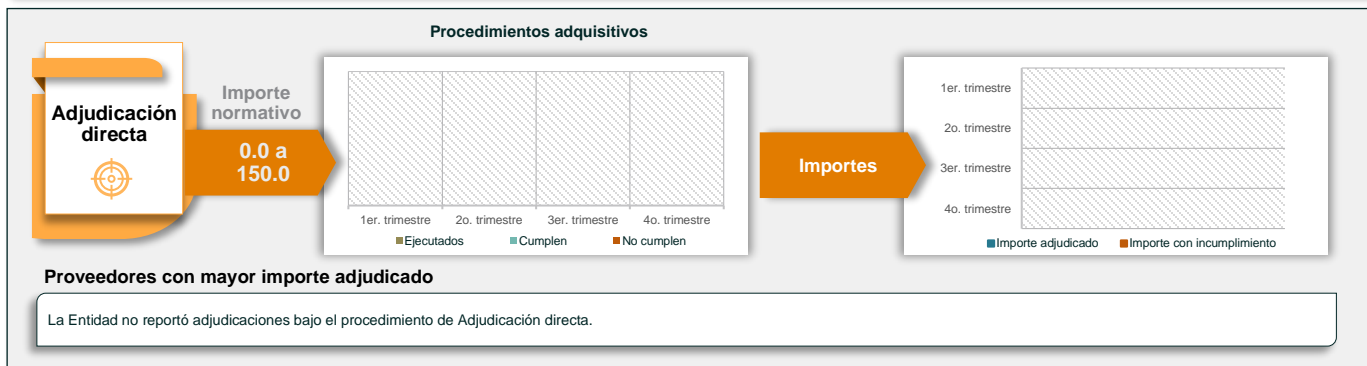 Procedimientos adquisitivos
Adjudicación
directa
Importe
normativo
0.0 a
150.0
1er. trimestre 2o. trimestre 3er. trimestre 4o. trimestre
Ejecutados Cumplen No cumplen
Importes
1er. trimestre
2o. trimestre
3er. trimestre
4o. trimestre
Importe adjudicado Importe con incumplimiento
Proveedores con mayor importe adjudicado
La Entidad no reportó adjudicaciones bajo el procedimiento de Adjudicación directa.